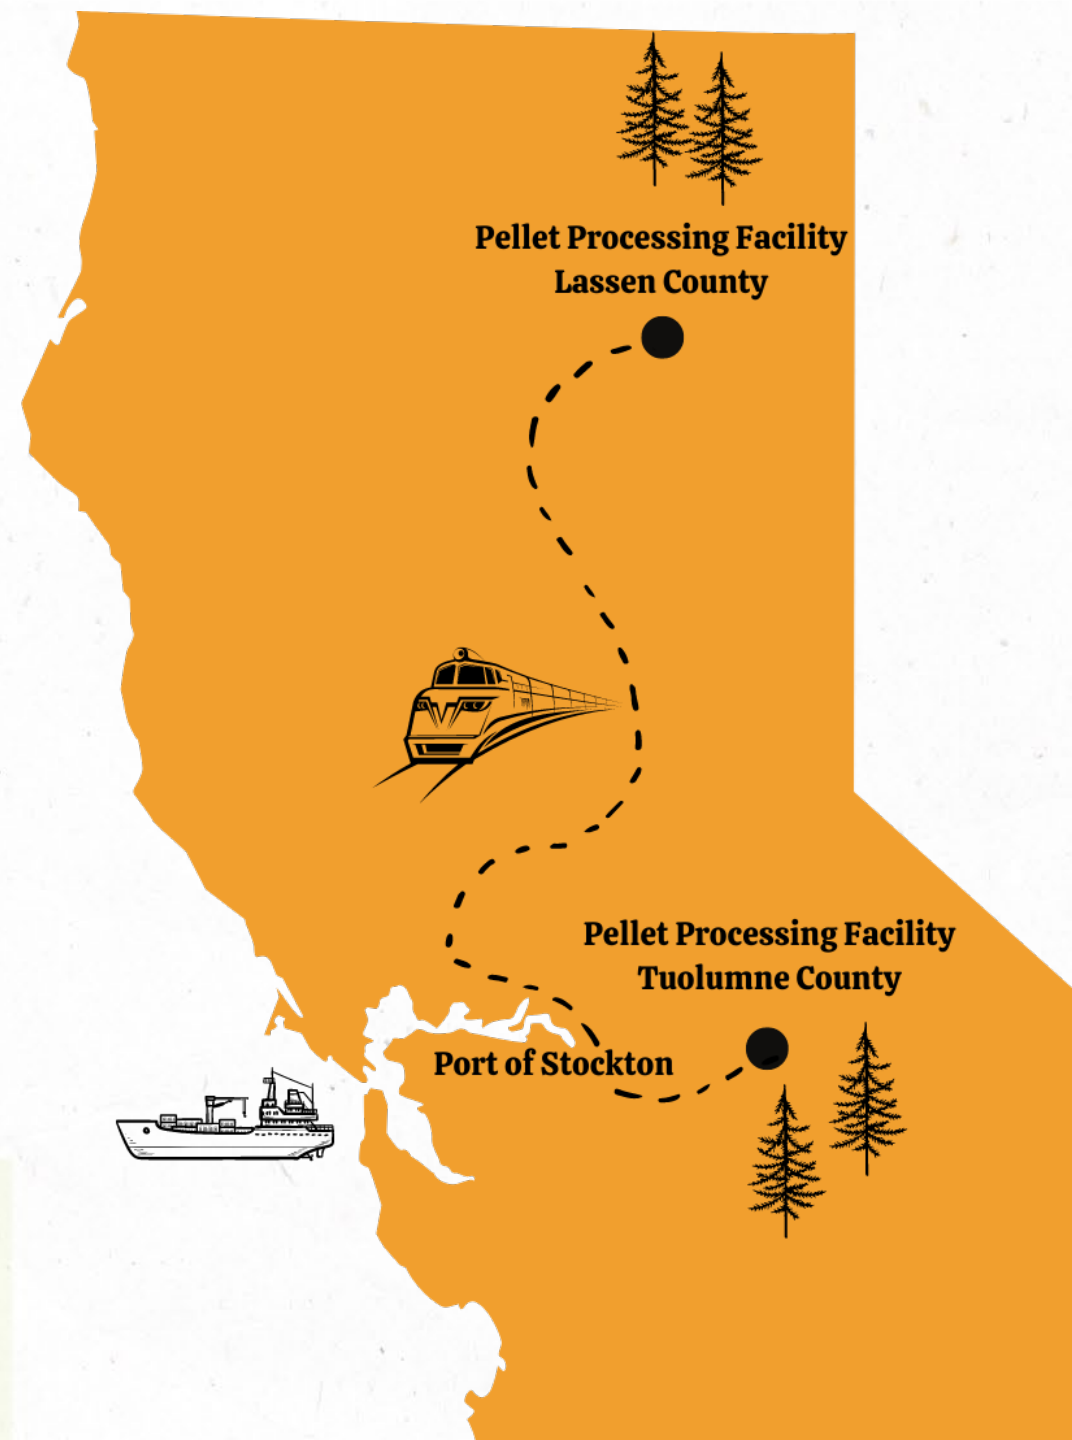 Pellet Processing Facility
Lassen County
Pellet Processing Facility
Tuolumne County
Port of Stockton